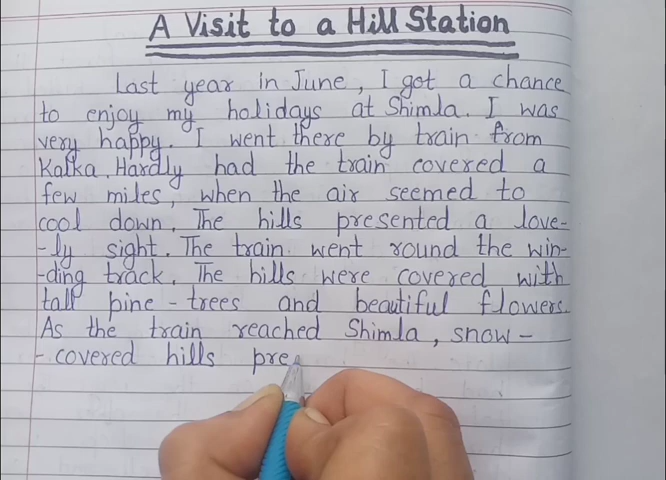 A Visit to a Hill Station
Last year in June, I got a chance
to enjoy my holidays at Shimla. I was
very happy. I went there by train from
Kalka. Hardly had the train covered a
few miles, when the air seemed to
cool down. The hills presented a love-
-ly sight. The train went round the win-
-ding track. The hills were covered with
tall pine-trees and beautiful flowers.
As the train reached Shimla, snow-
-covered hills pre